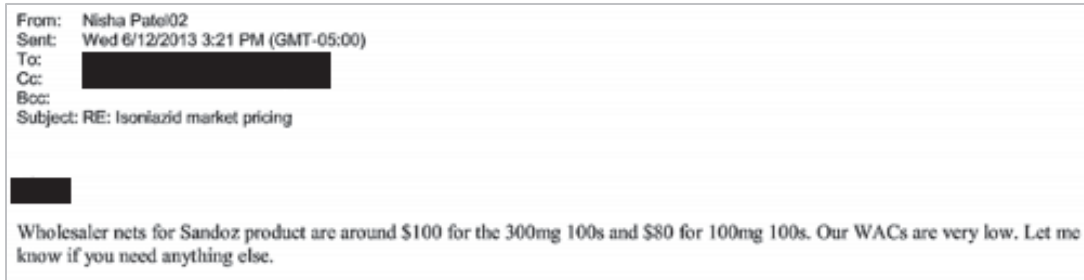 From: Nisha Patel02
Sent: Wed 6/12/2013 3:21 PM (GMT-05:00)
To:
Cc:
Bcc:
Subject: RE: Isoniazid market pricing
Wholesaler nets for Sandoz product are around $100 for the 300mg 100s and $80 for 100mg 100s. Our WACs are very low. Let me
know if you need anything else.